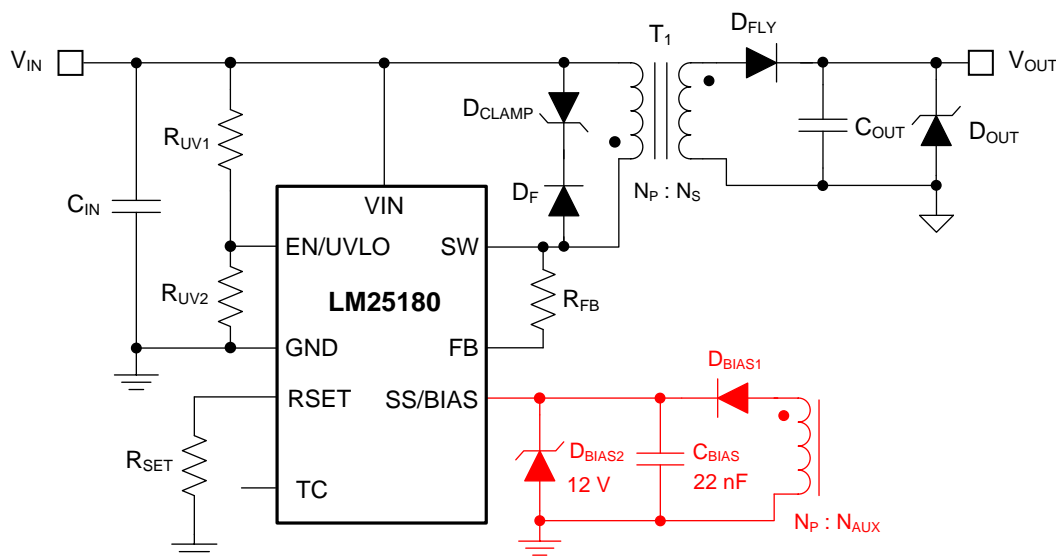 T1
DFLY
VIN
VOUT
DCLAMP
RUV1
COUT
DOUT
NP : NS
DF
CIN
VIN
EN/UVLO
SW
RUV2
LM25180
RFB
GND
FB
DBIAS1
RSET
SS/BIAS
RSET
DBIAS2
12 V
CBIAS
22 nF
TC
NP : NAUX